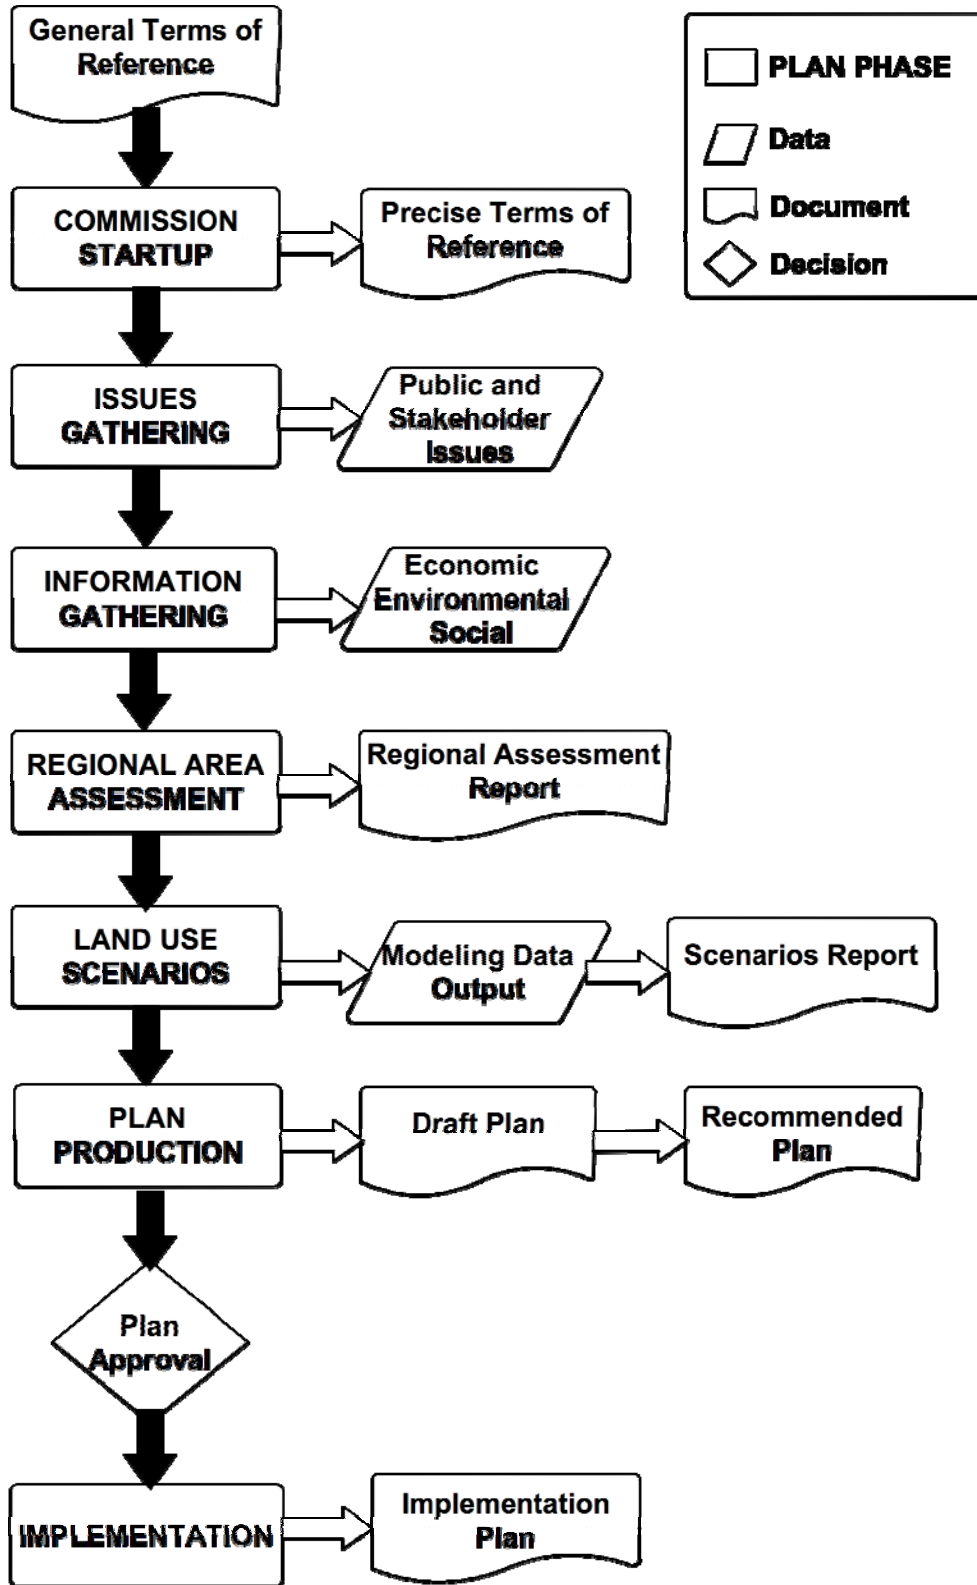 General Terms of
Reference
PLAN PHASE
Data
Document
Decision
COMMISSION
STARTUP
Precise Terms of
Reference
ISSUES
GATHERING
Public and
Stakeholder
Issues
INFORMATION
GATHERING
Economic
Environmental
Social
REGIONAL AREA
ASSESSMENT
Regional Assessment
Report
LAND USE
SCENARIOS
Modeling Data
Output
Scenarios Report
PLAN
PRODUCTION
Draft Plan
Recommended
Plan
Plan
Approval
IMPLEMENTATION
Implementation
Plan